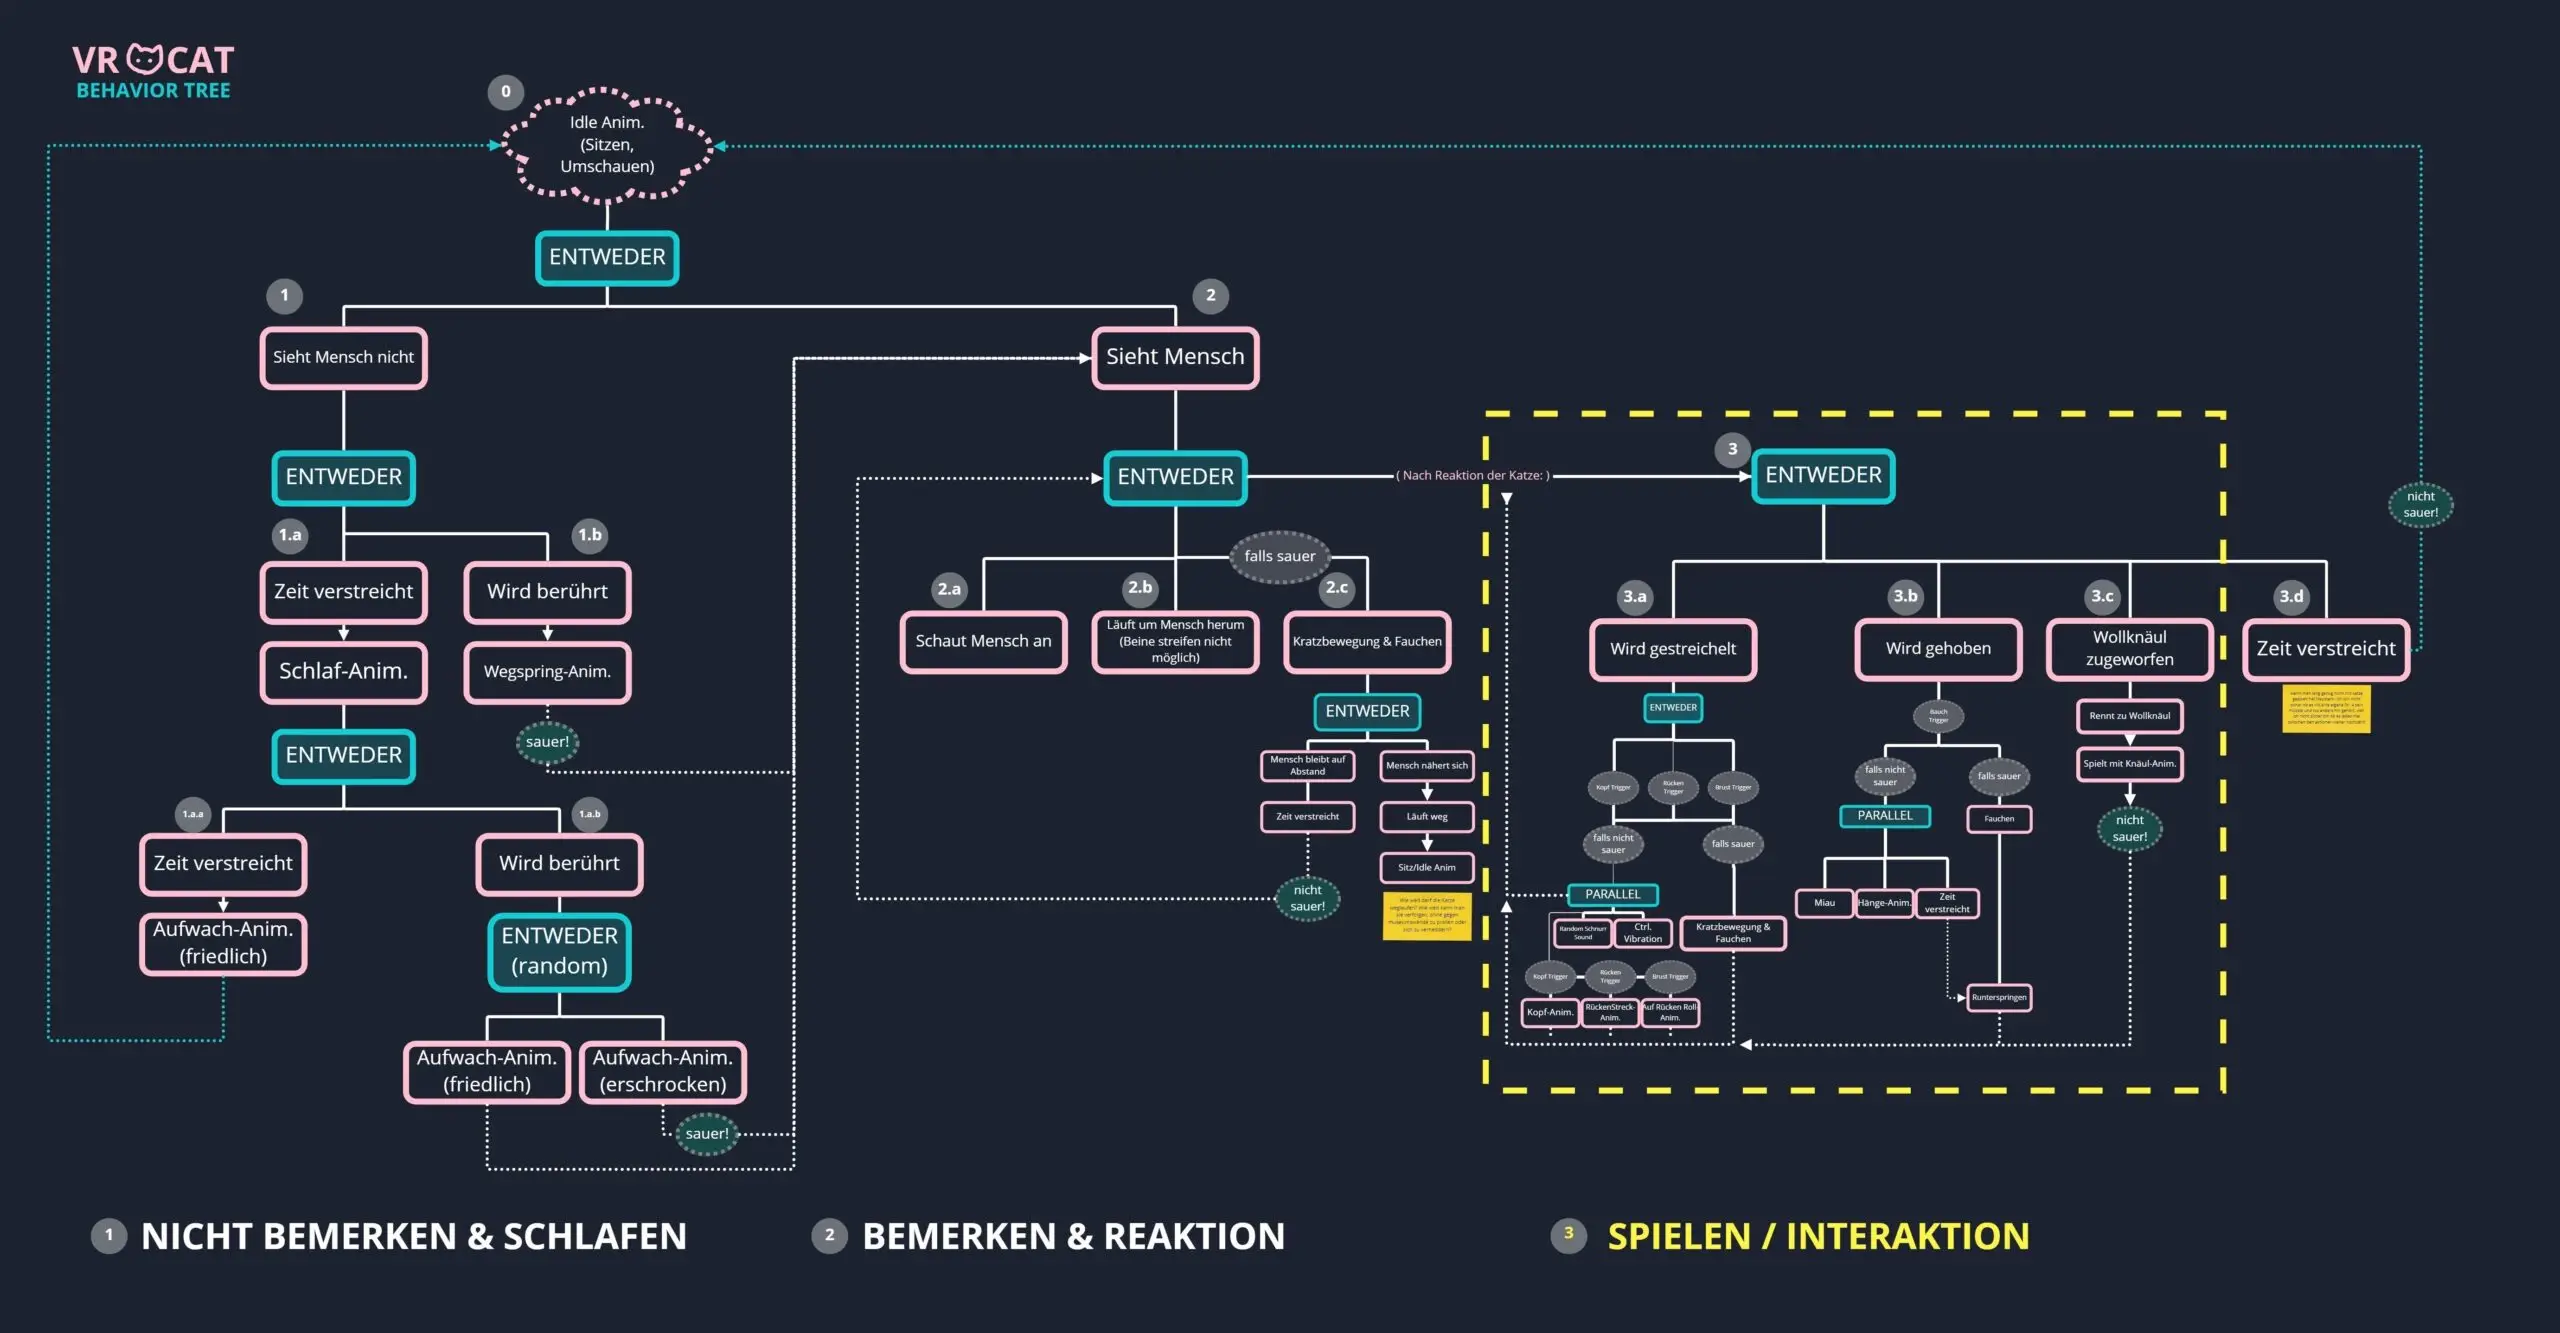 VR CAT
BEHAVIOR TREE
0
Idle Anim.
(Sitzen,
Umschauen)
ENTWEDER
1
2
Sieht Mensch nicht
Sieht Mensch
ENTWEDER
1.a
1.b
Zeit verstreicht
Wird berührt
Schlaf-Anim.
Wegspring-Anim.
sauer!
ENTWEDER
1.a.a
1.a.b
Zeit verstreicht
Wird berührt
Aufwach-Anim.
(friedlich)
ENTWEDER
(random)
Aufwach-Anim.
(friedlich)
Aufwach-Anim.
(erschrocken)
sauer!
ENTWEDER
( Nach Reaktion der Katze: )
falls sauer
2.a
2.b
2.c
Schaut Mensch an
Läuft um Mensch herum
(Beine streifen nicht
möglich)
Kratzbewegung & Fauchen
ENTWEDER
Mensch bleibt auf
Abstand
Mensch nähert sich
Zeit verstreicht
Läuft weg
Sitz/Idle Anim
nicht
sauer!
3
ENTWEDER
3.a
3.b
3.c
3.d
Wird gestreichelt
Wird gehoben
Wollknäul
zugeworfen
Zeit verstreicht
nicht
sauer!
ENTWEDER
Kopf Trigger
Rücken
Trigger
Brust Trigger
falls nicht
sauer
falls sauer
PARALLEL
Random Schnurr
Sound
Ctrl.
Vibration
Kratzbewegung &
Fauchen
Kopf Trigger
Rücken
Trigger
Brust Trigger
Kopf-Anim.
RückenStreck-
Anim.
Auf Rücken Roll
Anim.
Bauch
Trigger
falls nicht
sauer
falls sauer
PARALLEL
Fauchen
Miau
Hänge-Anim.
Zeit
verstreicht
Runterspringen
Rennt zu Wollknäul
Spielt mit Knäul-Anim.
nicht
sauer!
1 NICHT BEMERKEN & SCHLAFEN
2 BEMERKEN & REAKTION
3 SPIELEN / INTERAKTION